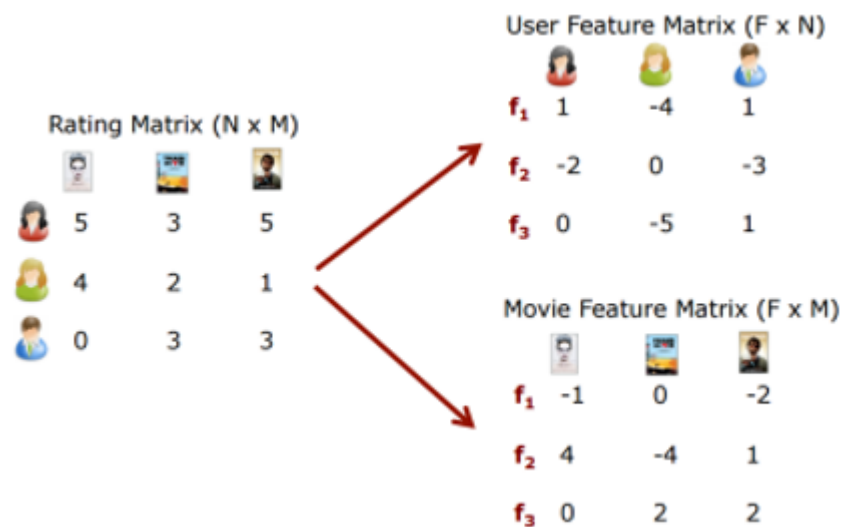 User Feature Matrix (F x N)
f₁ 1 -4 1
f₂ -2 0 -3
f₃ 0 -5 1
Rating Matrix (N x M)
5 3 5
4 2 1
0 3 3
Movie Feature Matrix (F x M)
f₁ -1 0 -2
f₂ 4 -4 1
f₃ 0 2 2